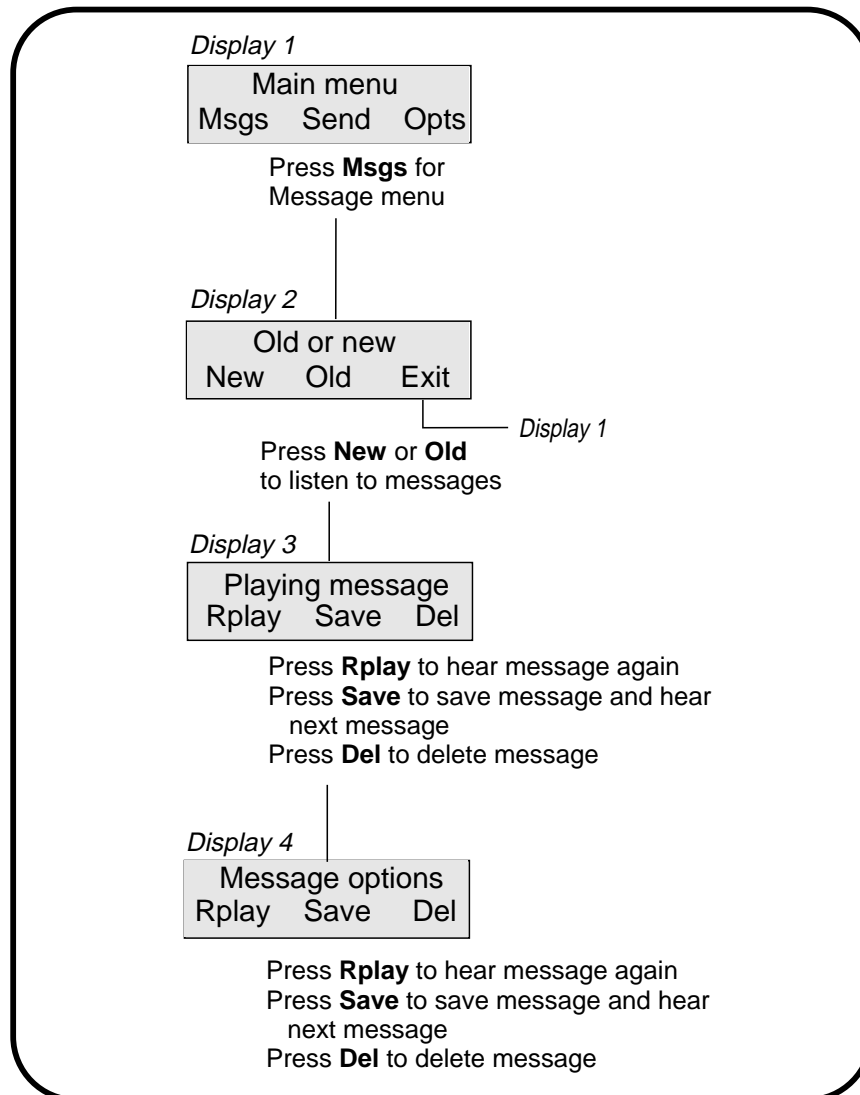 Display 1
Main menu
Msgs Send Opts
Press Msgs for
Message menu
Display 2
Old or new
New Old Exit
Display 1
Press New or Old
to listen to messages
Display 3
Playing message
Rplay Save Del
Press Rplay to hear message again
Press Save to save message and hear
next message
Press Del to delete message
Display 4
Message options
Rplay Save Del
Press Rplay to hear message again
Press Save to save message and hear
next message
Press Del to delete message